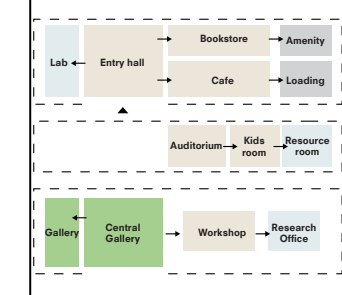 Bookstore
Amenity
Lab
Entry hall
Cafe
Loading
Auditorium
Kids
room
Resource
room
Gallery
Central
Gallery
Workshop
Research
Office